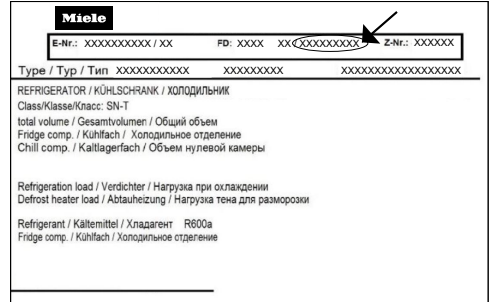 Miele
E-Nr.: XXXXXXXXXX / XX FD: XXXX XX / XXXXXXXXX Z-Nr.: XXXXXX
Type / Typ / Тип XXXXXXXXXXX XXXXXXXXX XXXXXXXXXXXXXXXXXX
REFRIGERATOR / KÜHLSCHRANK / ХОЛОДИЛЬНИК
Class/Klasse/Класс: SN-T
total volume / Gesamtvolumen / Общий объем
Fridge comp. / Kühlfach / Холодильное отделение
Chill comp. / Kaltlagerfach / Объем нулевой камеры
Refrigeration load / Verdichter / Нагрузка при охлаждении
Defrost heater load / Abtauheizung / Нагрузка тена для разморозки
Refrigerant / Kältemittel / Хладагент R600a
Fridge comp. / Kühlfach / Холодильное отделение